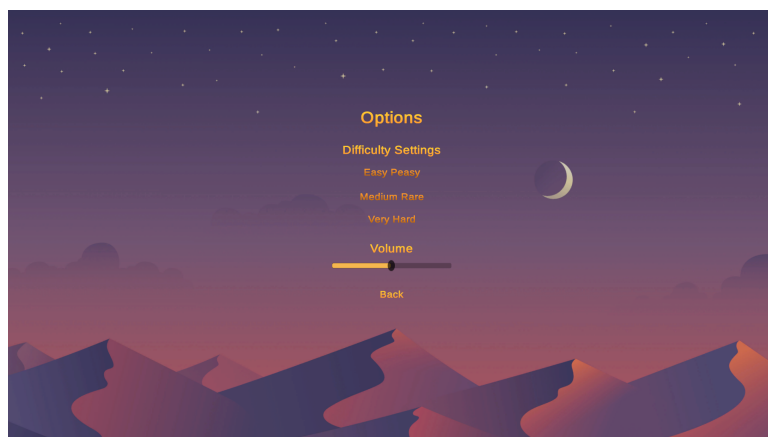 Options
Difficulty Settings
Easy Peasy
Medium Rare
Very Hard
Volume
Back